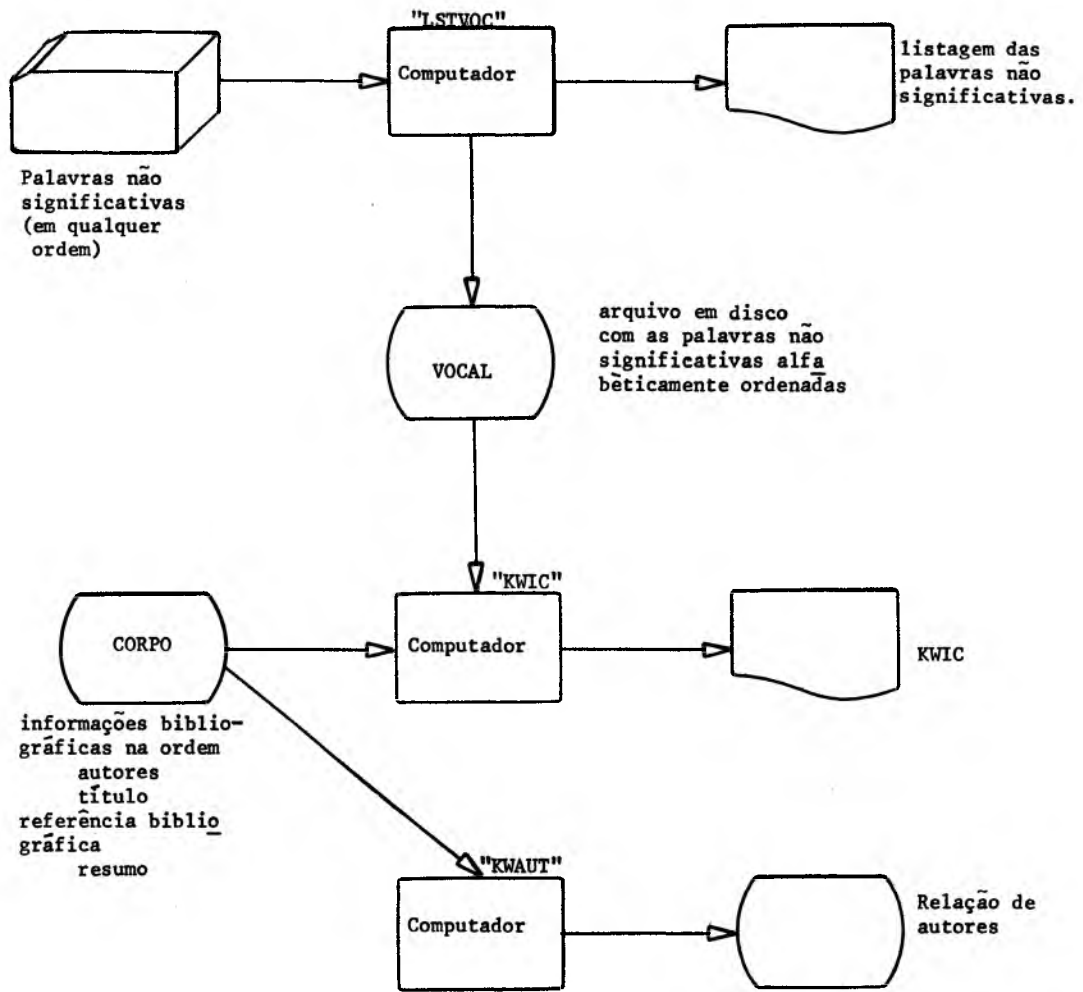 "LSTVOC"
Computador
listagem das
palavras não
significativas.
Palavras não
significativas
(em qualquer
ordem)
VOCAL
arquivo em disco
com as palavras não
significativas alfa
bèticamente ordenadas
"KWIC"
CORPO
Computador
KWIC
informações biblio-
gráficas na ordem
autores
título
referência biblio
gráfica
resumo
"KWAUT"
Computador
Relação de
autores